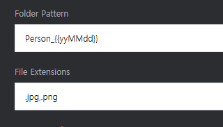 Folder Pattern
Person_{{yyMMdd}}
File Extensions
.jpg,.png